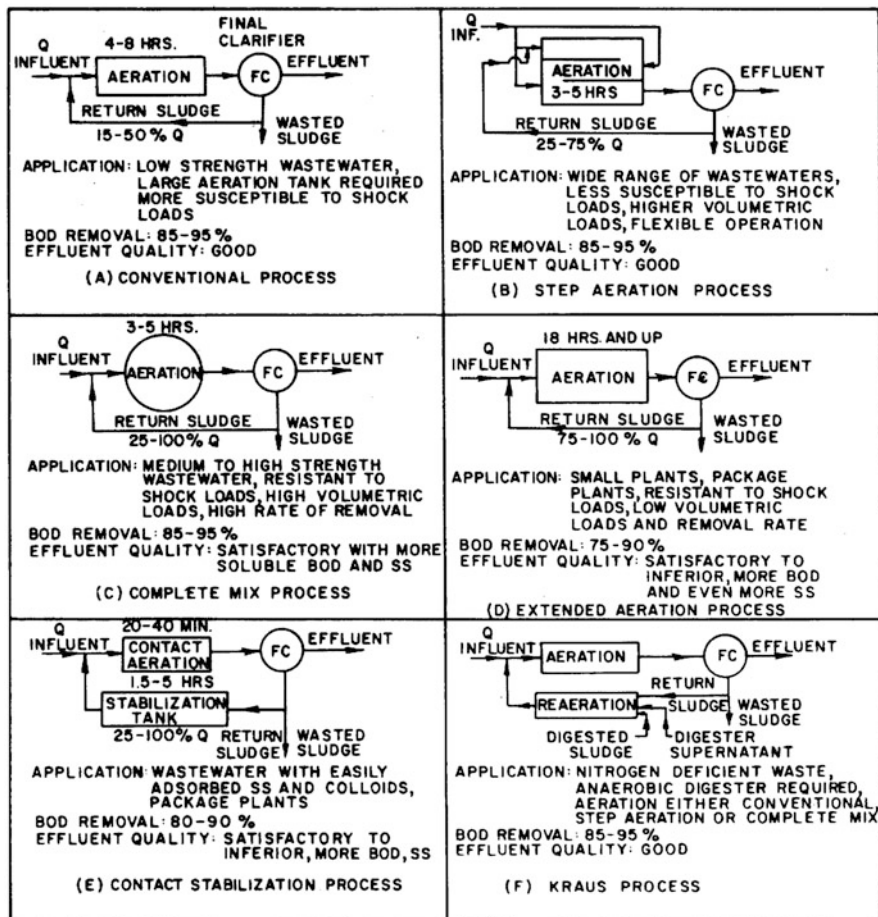 4-8 HRS.
FINAL
CLARIFIER
Q
INFLUENT
AERATION
FC
EFFLUENT
RETURN SLUDGE
15-50% Q
WASTED
SLUDGE
APPLICATION: LOW STRENGTH WASTEWATER,
LARGE AERATION TANK REQUIRED
MORE SUSCEPTIBLE TO SHOCK
LOADS
BOD REMOVAL: 85-95%
EFFLUENT QUALITY: GOOD
(A) CONVENTIONAL PROCESS
Q
INF.
AERATION
3-5 HRS
FC
EFFLUENT
RETURN SLUDGE
25-75% Q
WASTED
SLUDGE
APPLICATION: WIDE RANGE OF WASTEWATERS,
LESS SUSCEPTIBLE TO SHOCK
LOADS, HIGHER VOLUMETRIC
LOADS, FLEXIBLE OPERATION
BOD REMOVAL: 85-95%
EFFLUENT QUALITY: GOOD
(B) STEP AERATION PROCESS
3-5 HRS.
Q
INFLUENT
AERATION
FC
EFFLUENT
RETURN SLUDGE
25-100% Q
WASTED
SLUDGE
APPLICATION: MEDIUM TO HIGH STRENGTH
WASTEWATER, RESISTANT TO
SHOCK LOADS, HIGH VOLUMETRIC
LOADS, HIGH RATE OF REMOVAL
BOD REMOVAL: 85-95%
EFFLUENT QUALITY: SATISFACTORY WITH MORE
SOLUBLE BOD AND SS
(C) COMPLETE MIX PROCESS
18 HRS. AND UP
Q
INFLUENT
AERATION
FC
EFFLUENT
RETURN SLUDGE
75-100% Q
WASTED
SLUDGE
APPLICATION: SMALL PLANTS, PACKAGE
PLANTS, RESISTANT TO SHOCK
LOADS, LOW VOLUMETRIC
LOADS AND REMOVAL RATE
BOD REMOVAL: 75-90%
EFFLUENT QUALITY: SATISFACTORY TO
INFERIOR, MORE BOD
AND EVEN MORE SS
(D) EXTENDED AERATION PROCESS
20-40 MIN.
Q
INFLUENT
CONTACT
AERATION
FC
EFFLUENT
1.5-5 HRS
STABILIZATION
TANK
25-100% Q
RETURN
SLUDGE
WASTED
SLUDGE
APPLICATION: WASTEWATER WITH EASILY
ADSORBED SS AND COLLOIDS,
PACKAGE PLANTS
BOD REMOVAL: 80-90 %
EFFLUENT QUALITY: SATISFACTORY TO
INFERIOR, MORE BOD, SS
(E) CONTACT STABILIZATION PROCESS
Q
INFLUENT
AERATION
FC
EFFLUENT
REAERATION
RETURN
SLUDGE
WASTED
SLUDGE
DIGESTED
SLUDGE
DIGESTER
SUPERNATANT
APPLICATION: NITROGEN DEFICIENT WASTE,
ANAEROBIC DIGESTER REQUIRED,
AERATION EITHER CONVENTIONAL,
STEP AERATION OR COMPLETE MIX
BOD REMOVAL: 85-95%
EFFLUENT QUALITY: GOOD
(F) KRAUS PROCESS